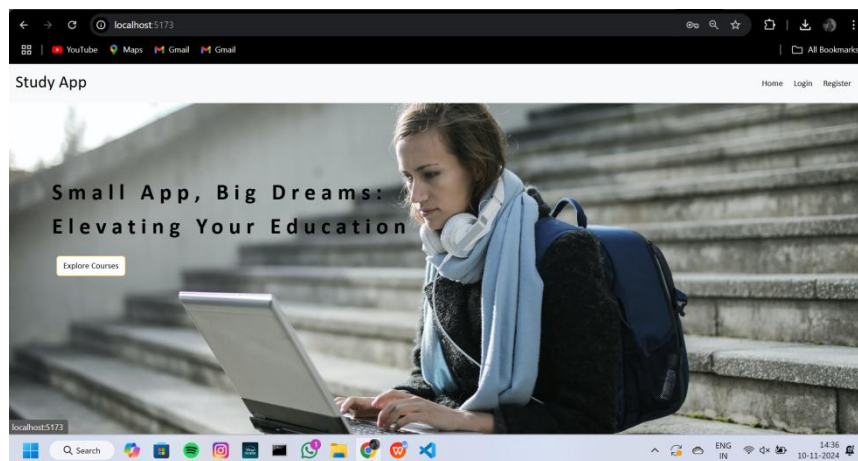 localhost:5173
YouTube Maps Gmail Gmail All Bookmarks
Study App Home Login Register
Small App, Big Dreams:
Elevating Your Education
Explore Courses
localhost:5173
Search ENG 14:36
IN 10-11-2024